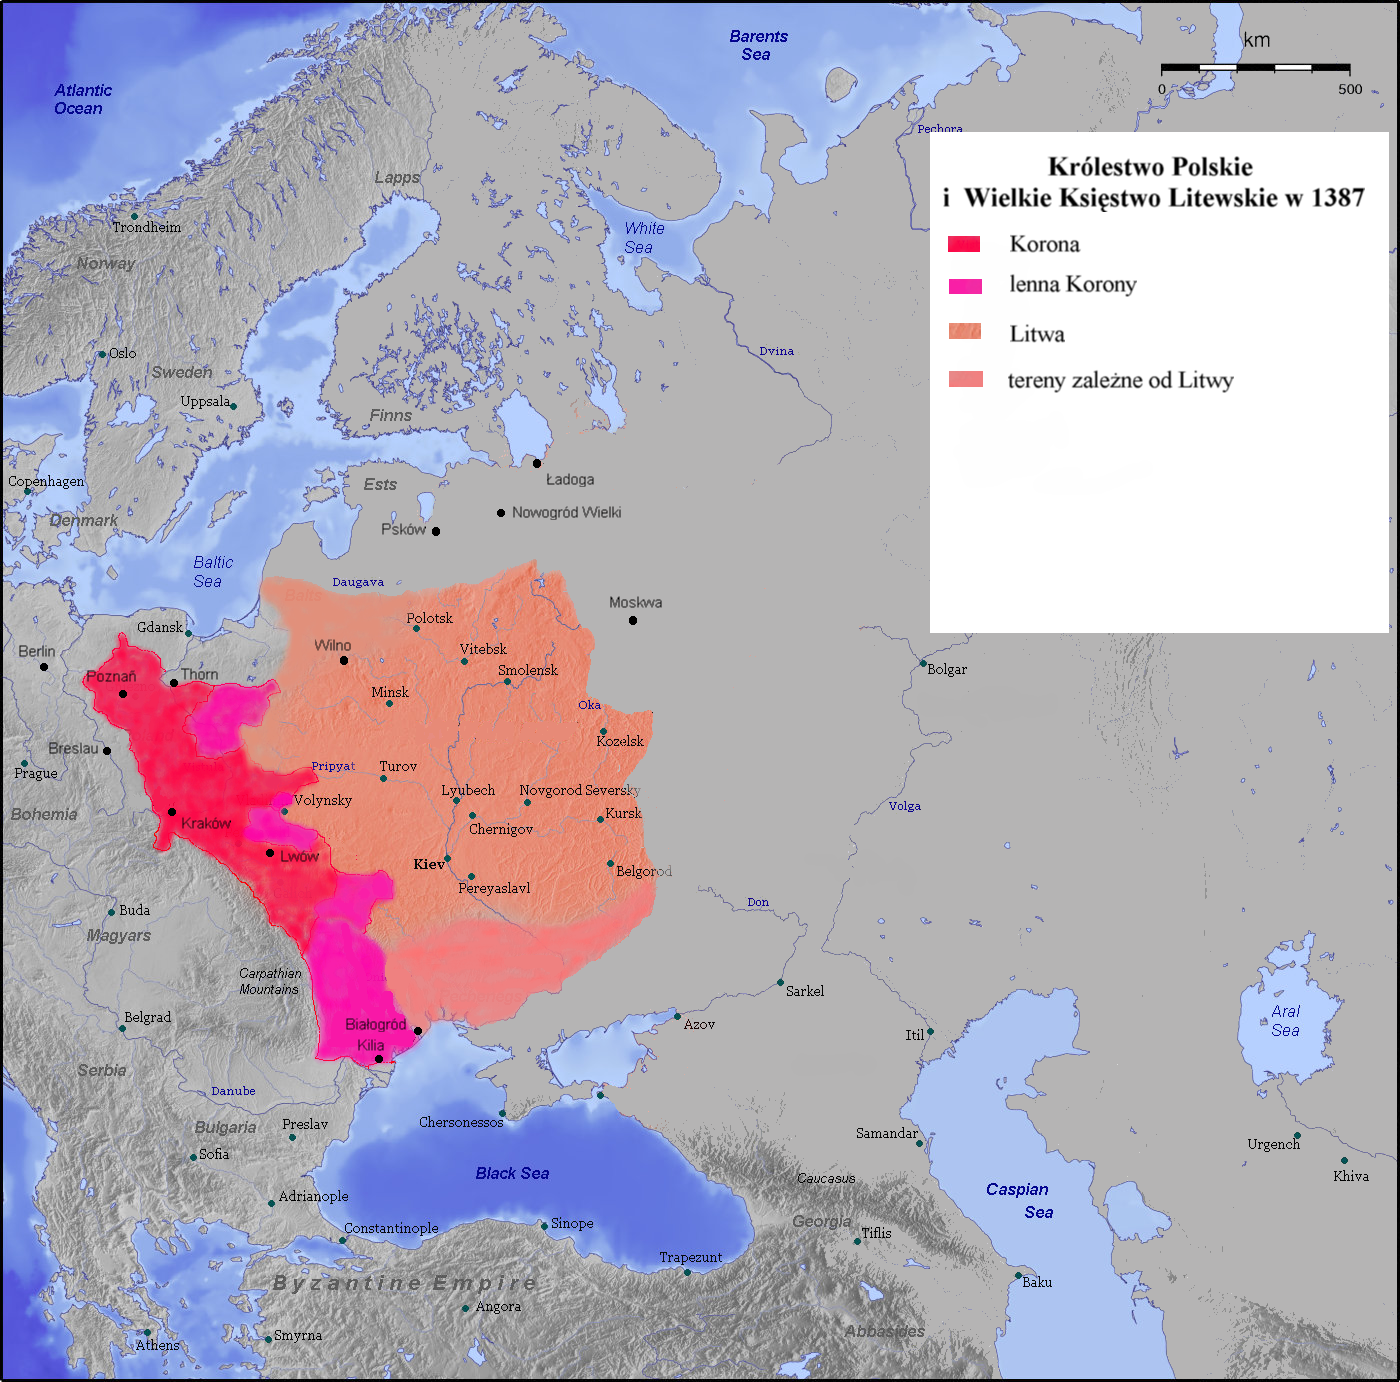 Barents
Sea
km
0
500
Atlantic
Ocean
Pechora
Królestwo Polskie
i Wielkie Księstwo Litewskie w 1387
Korona
lenna Korony
Litwa
tereny zależne od Litwy
Lapps
Trondheim
White
Sea
Norway
Oslo
Sweden
Dvina
Uppsala
Finns
Ładoga
Copenhagen
Ests
Nowogród Wielki
Denmark
Psków
Baltic
Sea
Daugava
Balts
Moskwa
Gdansk
Polotsk
Berlin
Wilno
Vitebsk
Poznań
Thorn
Smolensk
Bolgar
Minsk
Oka
Breslau
Kozelsk
Prague
Pripyat
Turov
Lyubech
Novgorod Seversky
Volynsky
Volga
Bohemia
Kraków
Chernigov
Kursk
Lwów
Kiev
Belgorod
Pereyaslavl
Buda
Don
Magyars
Carpathian
Mountains
Sarkel
Belgrad
Białogród
Azov
Aral
Sea
Kilia
Itil
Serbia
Danube
Preslav
Bulgaria
Chersonessos
Samandar
Sofia
Urgench
Black Sea
Caucasus
Khiva
Adrianople
Caspian
Sea
Constantinople
Sinope
Georgia
Tiflis
Trapezunt
Byzantine Empire
Baku
Angora
Smyrna
Athens
Abbasides